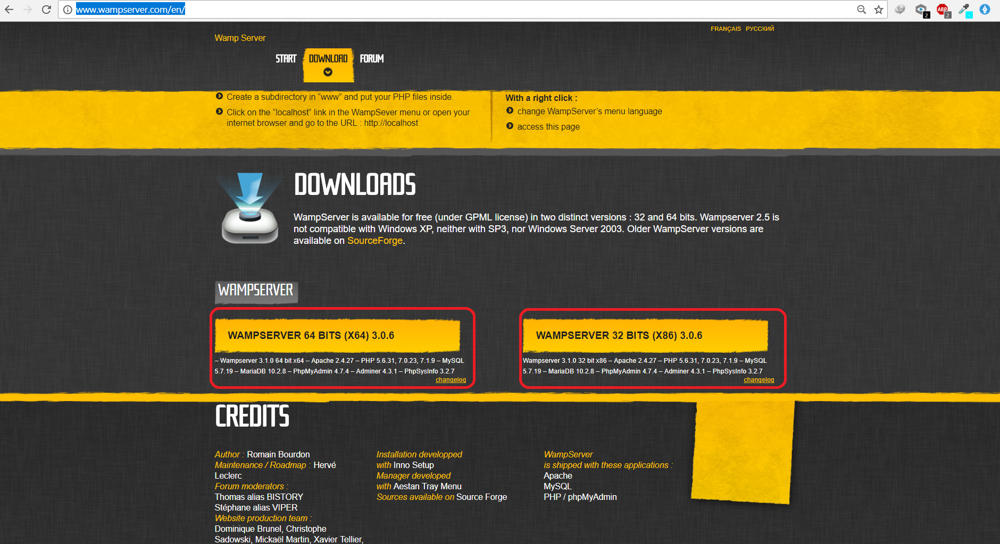 www.wampserver.com/en/
2
ABP
2
FRANÇAIS РУССКИЙ
Wamp Server
START DOWNLOAD FORUM
Create a subdirectory in “www” and put your PHP files inside.
Click on the “localhost” link in the WampSever menu or open your
internet browser and go to the URL : http://localhost
With a right click :
change WampServer’s menu language
access this page
DOWNLOADS
WampServer is available for free (under GPML license) in two distinct versions : 32 and 64 bits. Wampserver 2.5 is
not compatible with Windows XP, neither with SP3, nor Windows Server 2003. Older WampServer versions are
available on SourceForge.
WAMPSERVER
WAMPSERVER 64 BITS (X64) 3.0.6
– Wampserver 3.1.0 64 bit x64 – Apache 2.4.27 – PHP 5.6.31, 7.0.23, 7.1.9 – MySQL
5.7.19 – MariaDB 10.2.8 – PhpMyAdmin 4.7.4 – Adminer 4.3.1 – PhpSysInfo 3.2.7
changelog
WAMPSERVER 32 BITS (X86) 3.0.6
Wampserver 3.1.0 32 bit x86 – Apache 2.4.27 – PHP 5.6.31, 7.0.23, 7.1.9 – MySQL
5.7.19 – MariaDB 10.2.8 – PhpMyAdmin 4.7.4 – Adminer 4.3.1 – PhpSysInfo 3.2.7
changelog
CREDITS
Author : Romain Bourdon
Maintenance / Roadmap : Hervé
Leclerc
Forum moderators :
Thomas alias BISTORY
Stéphane alias VIPER
Website production team :
Dominique Brunel, Christophe
Sadowski, Mickaël Martin, Xavier Tellier,
Installation developped
with Inno Setup
Manager developed
with Aestan Tray Menu
Sources available on Source Forge
WampServer
is shipped with these applications :
Apache
MySQL
PHP / phpMyAdmin